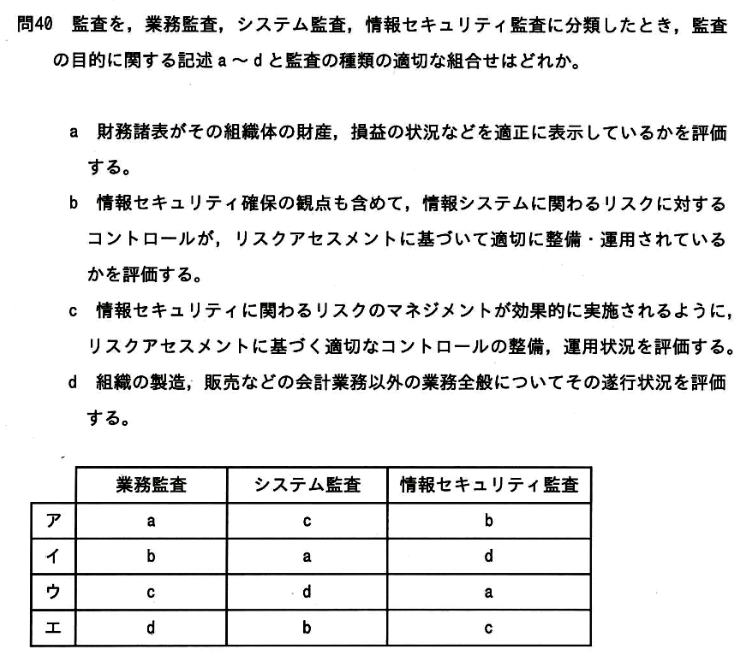 問40　監査を，業務監査，システム監査，情報セキュリティ監査に分類したとき，監査
の目的に関する記述a～dと監査の種類の適切な組合せはどれか。
a　財務諸表がその組織体の財産，損益の状況などを適正に表示しているかを評価
する。
b　情報セキュリティ確保の観点も含めて，情報システムに関わるリスクに対する
コントロールが，リスクアセスメントに基づいて適切に整備・運用されている
かを評価する。
c　情報セキュリティに関わるリスクのマネジメントが効果的に実施されるように，
リスクアセスメントに基づく適切なコントロールの整備，運用状況を評価する。
d　組織の製造，販売などの会計業務以外の業務全般についてその遂行状況を評価
する。
業務監査　システム監査　情報セキュリティ監査
ア　a　c　b
イ　b　a　d
ウ　c　d　a
エ　d　b　c